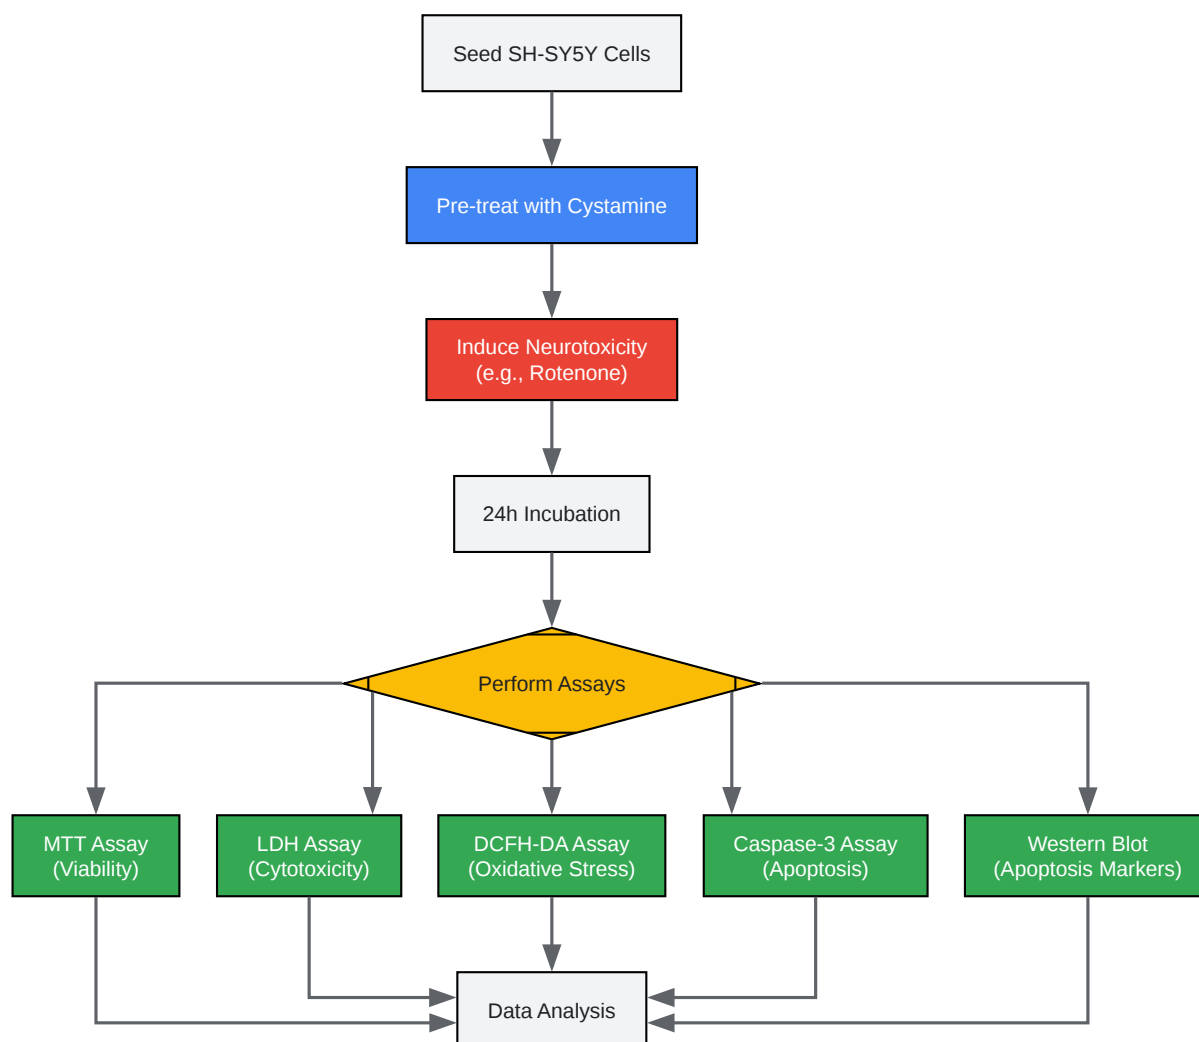 Seed SH-SY5Y Cells
Pre-treat with Cystamine
Induce Neurotoxicity
(e.g., Rotenone)
24h Incubation
Perform Assays
MTT Assay
(Viability)
LDH Assay
(Cytotoxicity)
DCFH-DA Assay
(Oxidative Stress)
Caspase-3 Assay
(Apoptosis)
Western Blot
(Apoptosis Markers)
Data Analysis